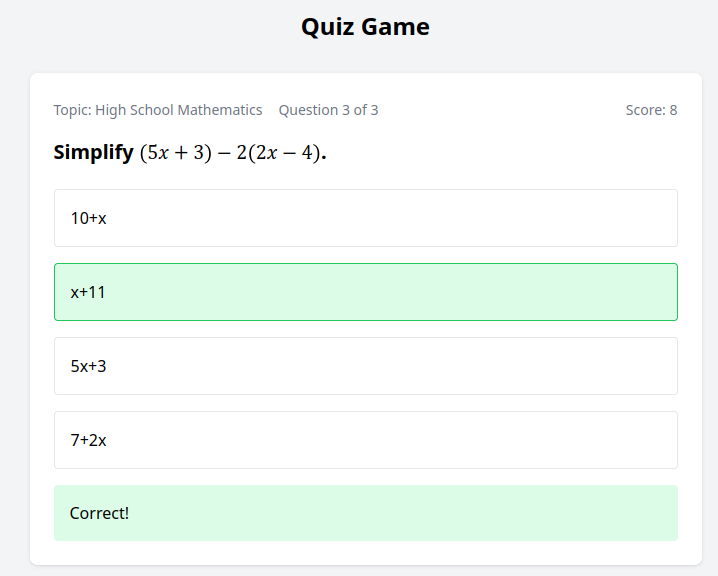 Quiz Game
Topic: High School Mathematics Question 3 of 3 Score: 8
Simplify (5x + 3) − 2(2x − 4).
10+x
x+11
5x+3
7+2x
Correct!